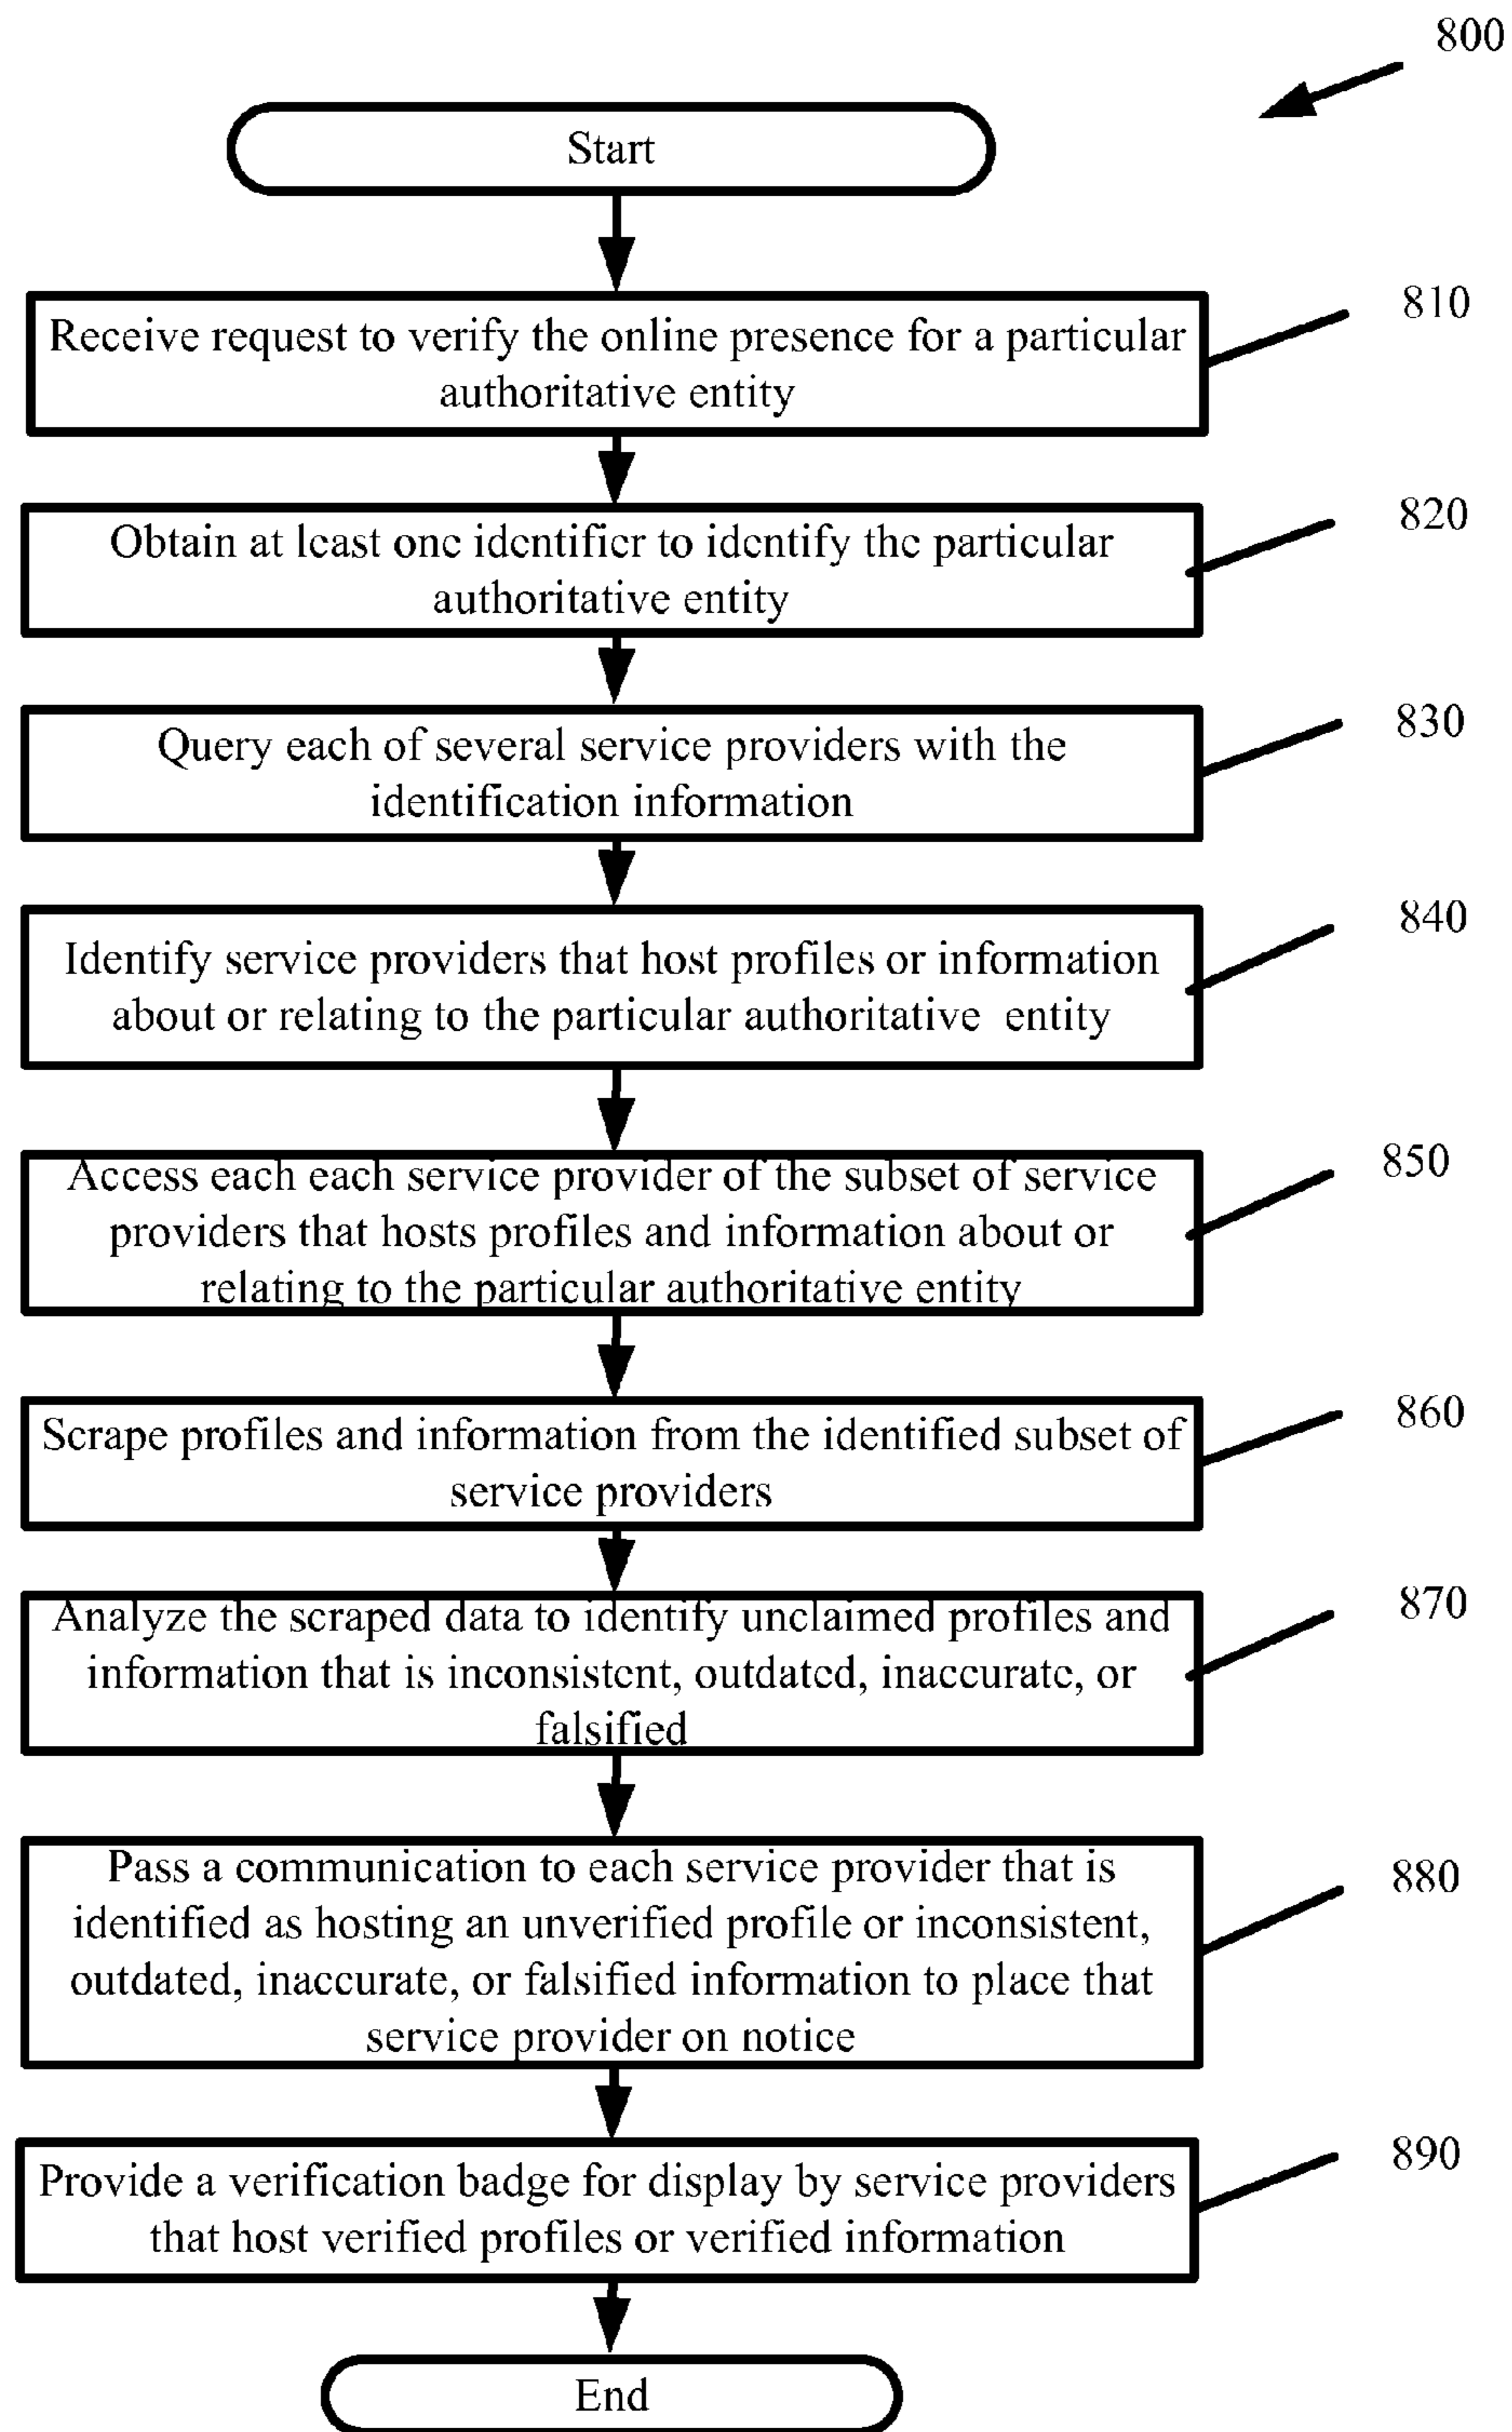 800
Start
Receive request to verify the online presence for a particular
authoritative entity
810
Obtain at least one identifier to identify the particular
authoritative entity
820
Query each of several service providers with the
identification information
830
Identify service providers that host profiles or information
about or relating to the particular authoritative entity
840
Access each each service provider of the subset of service
providers that hosts profiles and information about or
relating to the particular authoritative entity
850
Scrape profiles and information from the identified subset of
service providers
860
Analyze the scraped data to identify unclaimed profiles and
information that is inconsistent, outdated, inaccurate, or
falsified
870
Pass a communication to each service provider that is
identified as hosting an unverified profile or inconsistent,
outdated, inaccurate, or falsified information to place that
service provider on notice
880
Provide a verification badge for display by service providers
that host verified profiles or verified information
890
End